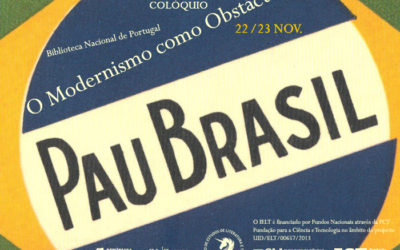 COLÓQUIO
Biblioteca Nacional de Portugal
22 / 23 NOV.
O Modernismo como Obstác
PAU BRASIL
O IELT é financiado por Fundos Nacionais através da FCT
Fundação para a Ciência e Tecnologia no âmbito do projecto
UID/ELT/00657/2013